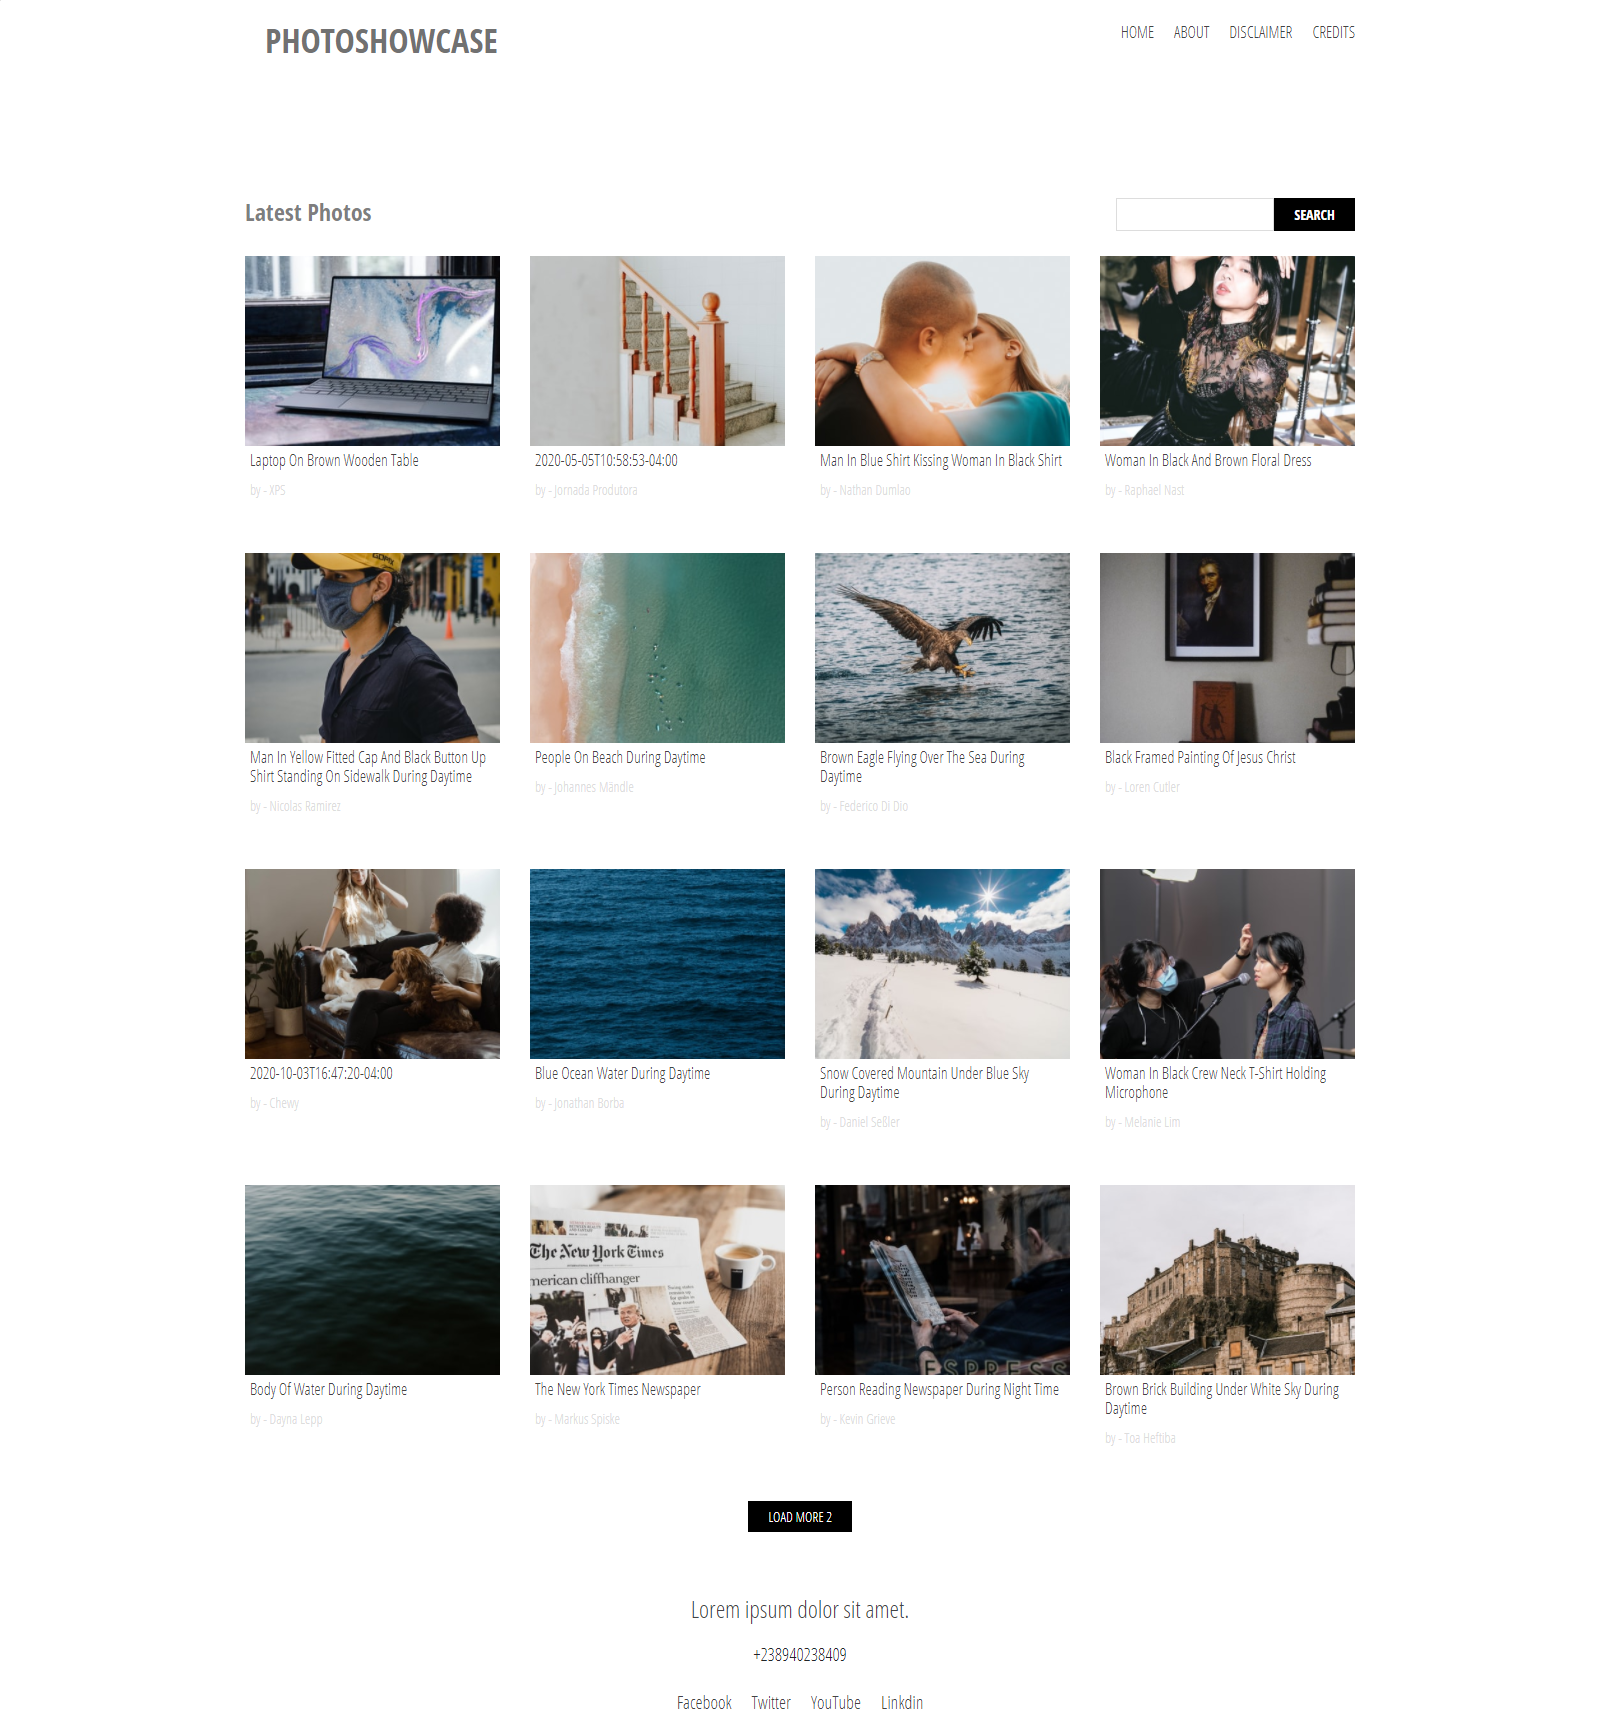 PHOTOSHOWCASE
HOME ABOUT DISCLAIMER CREDITS
Latest Photos
SEARCH
Laptop On Brown Wooden Table
by - XPS
2020-05-05T10:58:53-04:00
by - Jornada Produtora
Man In Blue Shirt Kissing Woman In Black Shirt
by - Nathan Dumlao
Woman In Black And Brown Floral Dress
by - Raphael Nast
Man In Yellow Fitted Cap And Black Button Up
Shirt Standing On Sidewalk During Daytime
by - Nicolas Ramirez
People On Beach During Daytime
by - Johannes Mändle
Brown Eagle Flying Over The Sea During
Daytime
by - Federico Di Dio
Black Framed Painting Of Jesus Christ
by - Loren Cutler
2020-10-03T16:47:20-04:00
by - Chewy
Blue Ocean Water During Daytime
by - Jonathan Borba
Snow Covered Mountain Under Blue Sky
During Daytime
by - Daniel Seßler
Woman In Black Crew Neck T-Shirt Holding
Microphone
by - Melanie Lim
Body Of Water During Daytime
by - Dayna Lepp
The New York Times
merican cliffhanger
The New York Times Newspaper
by - Markus Spiske
ESPRESS
Person Reading Newspaper During Night Time
by - Kevin Grieve
Brown Brick Building Under White Sky During
Daytime
by - Toa Heftiba
LOAD MORE 2
Lorem ipsum dolor sit amet.
+238940238409
Facebook Twitter YouTube Linkdin